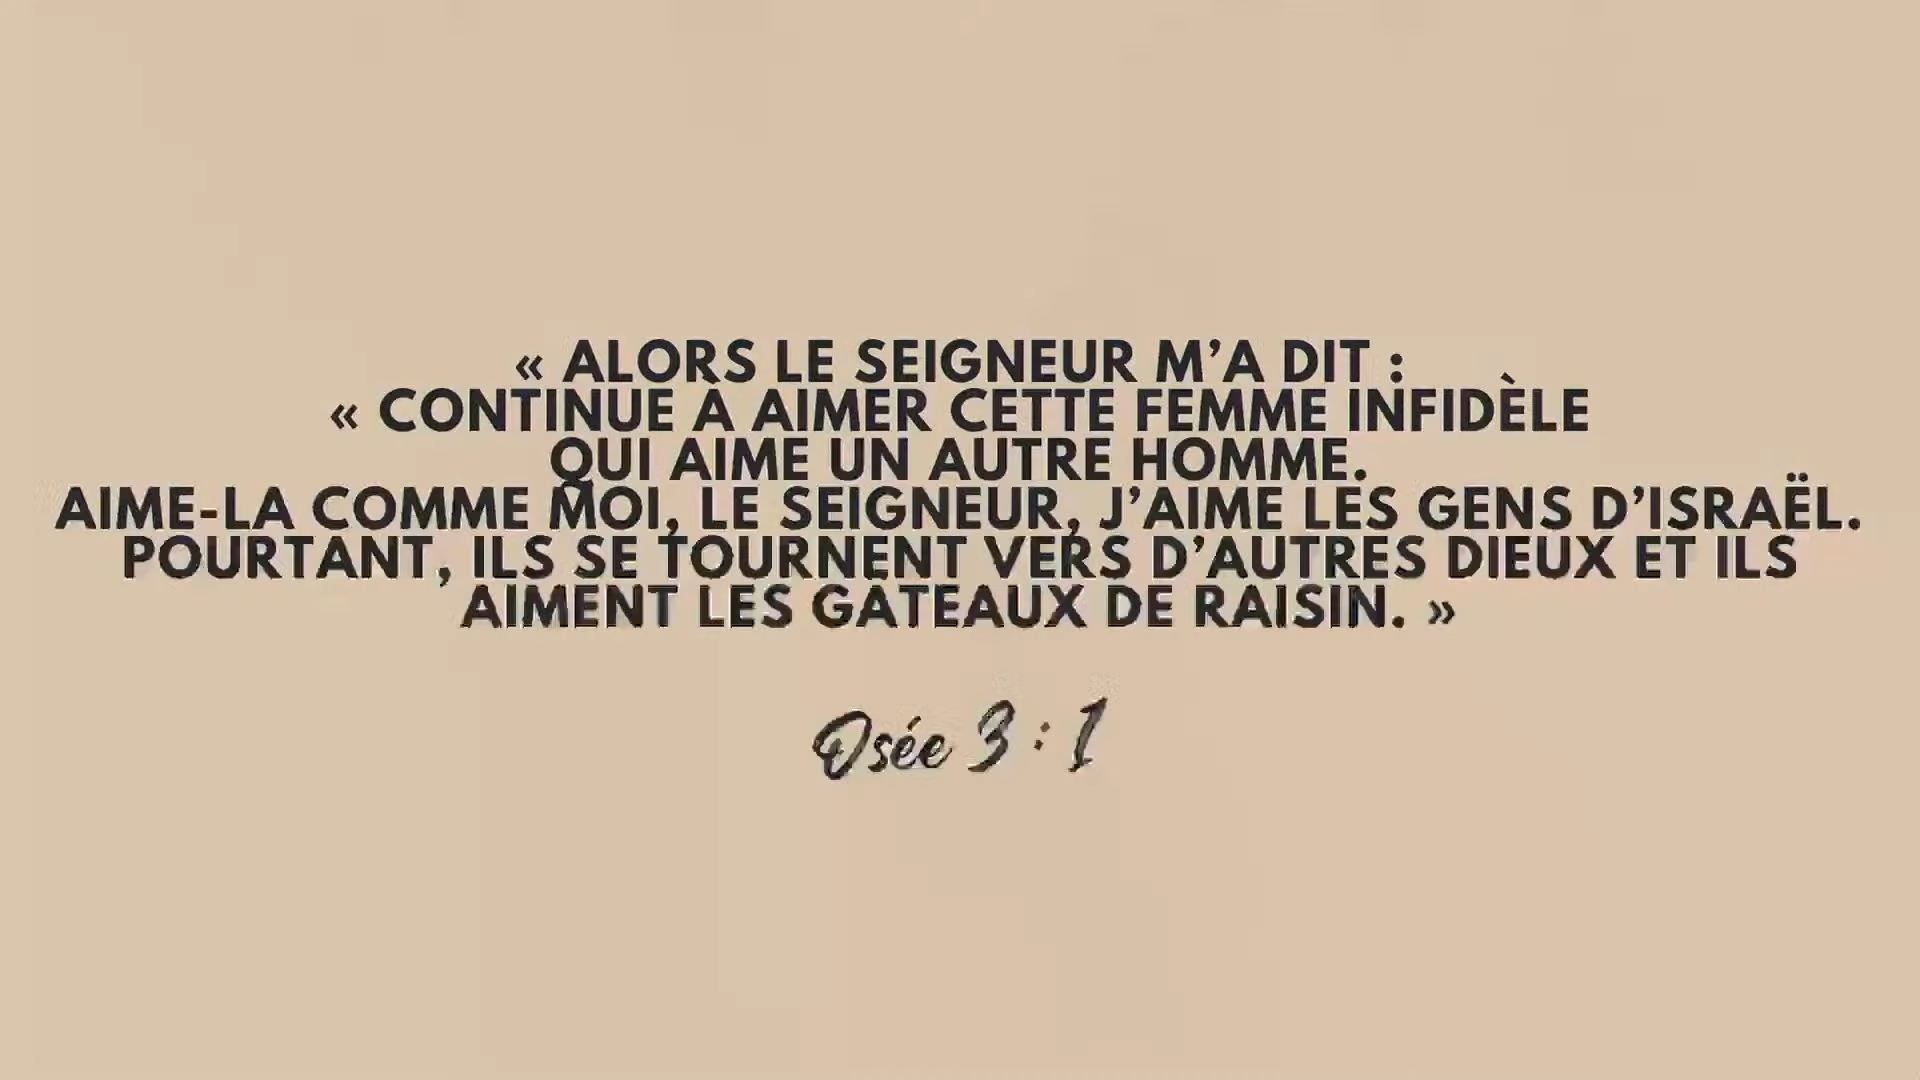 « ALORS LE SEIGNEUR M’A DIT :
« CONTINUE À AIMER CETTE FEMME INFIDÈLE
QUI AIME UN AUTRE HOMME.
AIME-LA COMME MOI, LE SEIGNEUR, J’AIME LES GENS D’ISRAËL.
POURTANT, ILS SE TOURNENT VERS D’AUTRES DIEUX ET ILS
AIMENT LES GÂTEAUX DE RAISIN. »
Osée 3 : 1